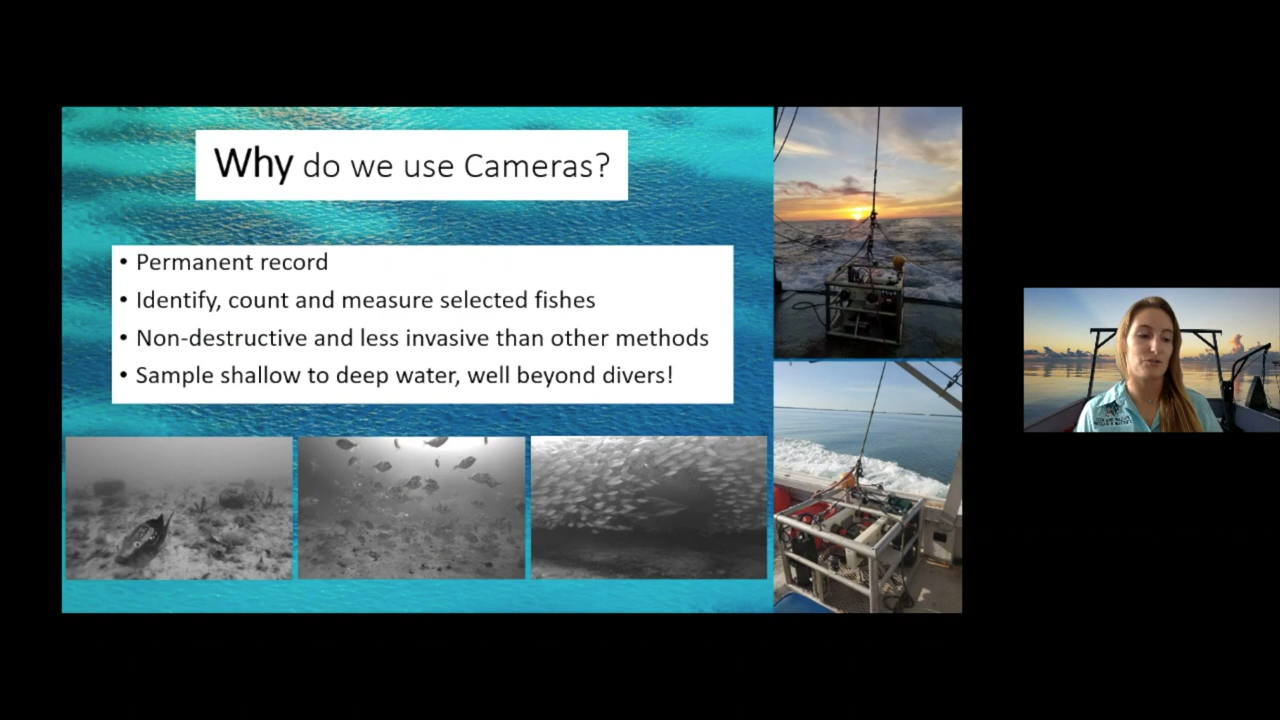 Why do we use Cameras?
• Permanent record
• Identify, count and measure selected fishes
• Non-destructive and less invasive than other methods
• Sample shallow to deep water, well beyond divers!